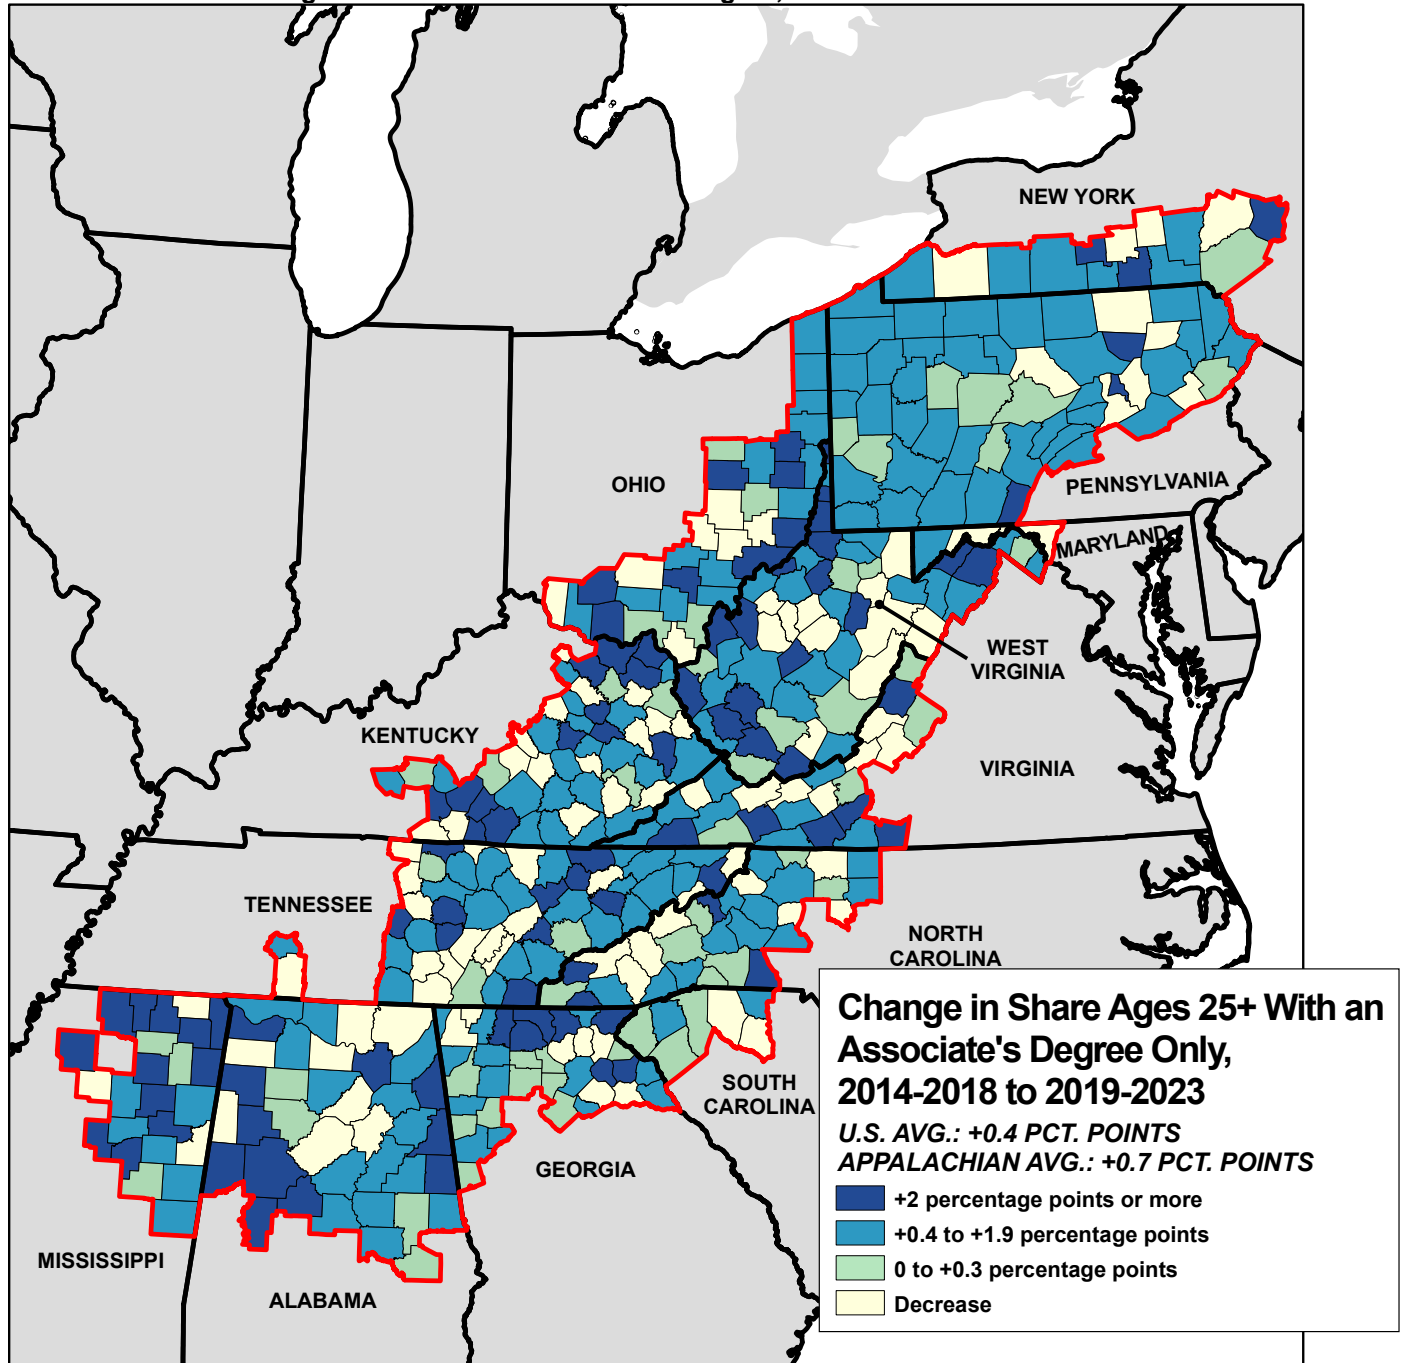 NEW YORK
OHIO
PENNSYLVANIA
MARYLAND
WEST
VIRGINIA
KENTUCKY
VIRGINIA
TENNESSEE
NORTH
CAROLINA
SOUTH
CAROLINA
GEORGIA
MISSISSIPPI
ALABAMA
Change in Share Ages 25+ With an
Associate's Degree Only,
2014-2018 to 2019-2023
U.S. AVG.: +0.4 PCT. POINTS
APPALACHIAN AVG.: +0.7 PCT. POINTS
+2 percentage points or more
+0.4 to +1.9 percentage points
0 to +0.3 percentage points
Decrease